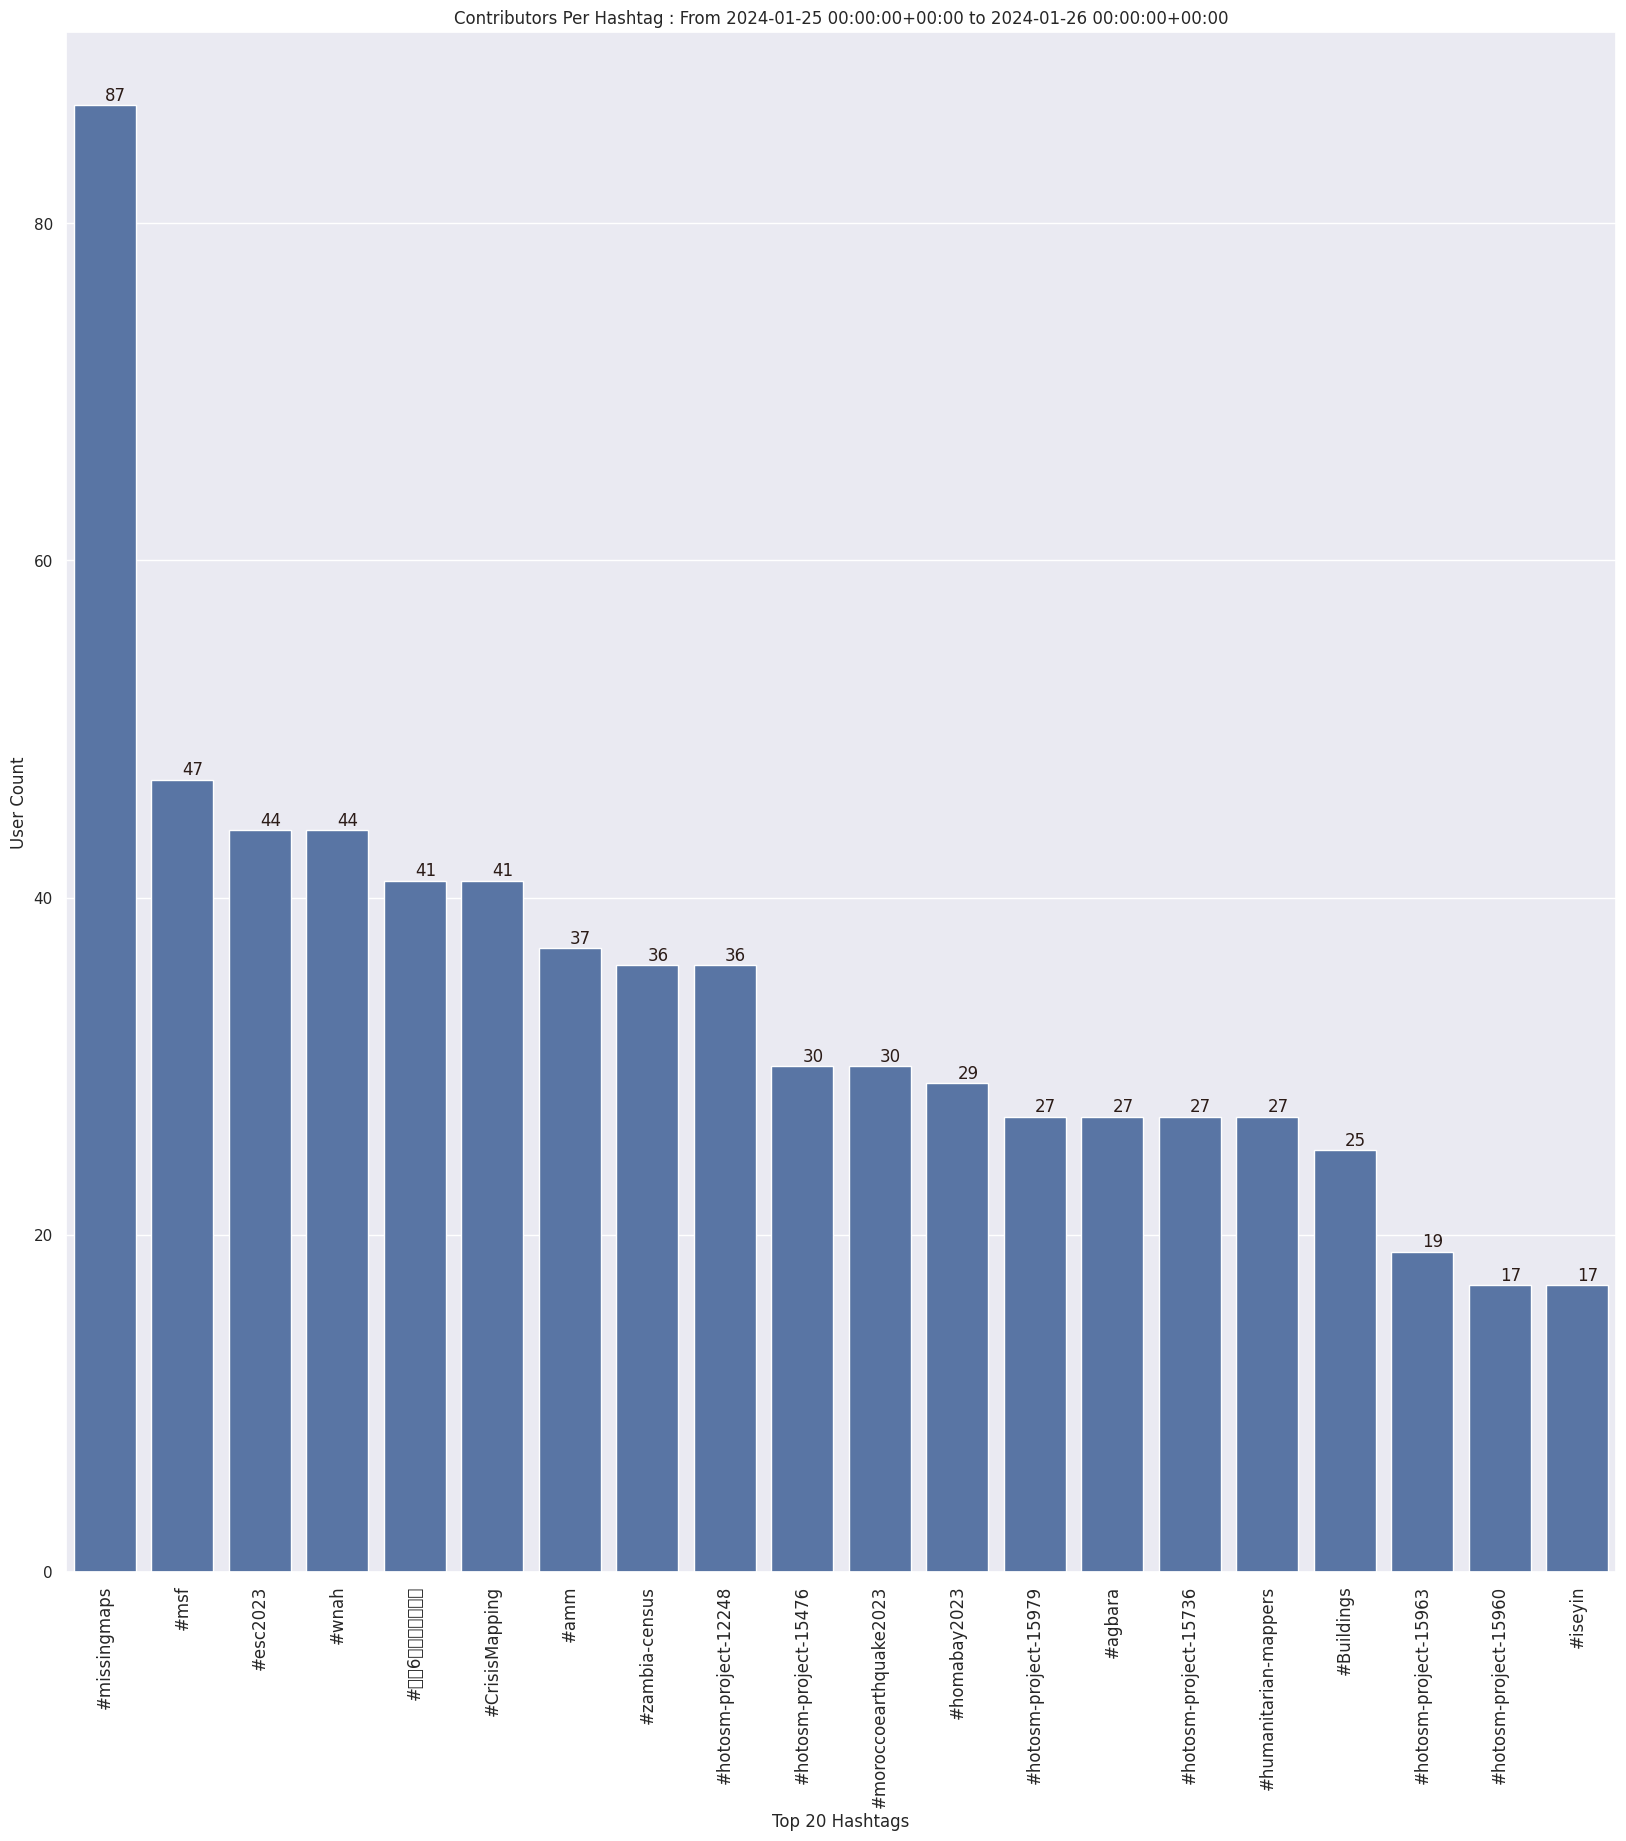 Contributors Per Hashtag : From 2024-01-25 00:00:00+00:00 to 2024-01-26 00:00:00+00:00
87
47
44
44
41
41
37
36
36
30
30
29
27
27
27
27
25
19
17
17
80
60
40
20
0
User Count
#missingmaps
#msf
#esc2023
#wnah
#CrisisMapping
#amm
#zambia-census
#hotosm-project-12248
#hotosm-project-15476
#moroccoearthquake2023
#homabay2023
#hotosm-project-15979
#agbara
#hotosm-project-15736
#humanitarian-mappers
#Buildings
#hotosm-project-15963
#hotosm-project-15960
#iseyin
Top 20 Hashtags